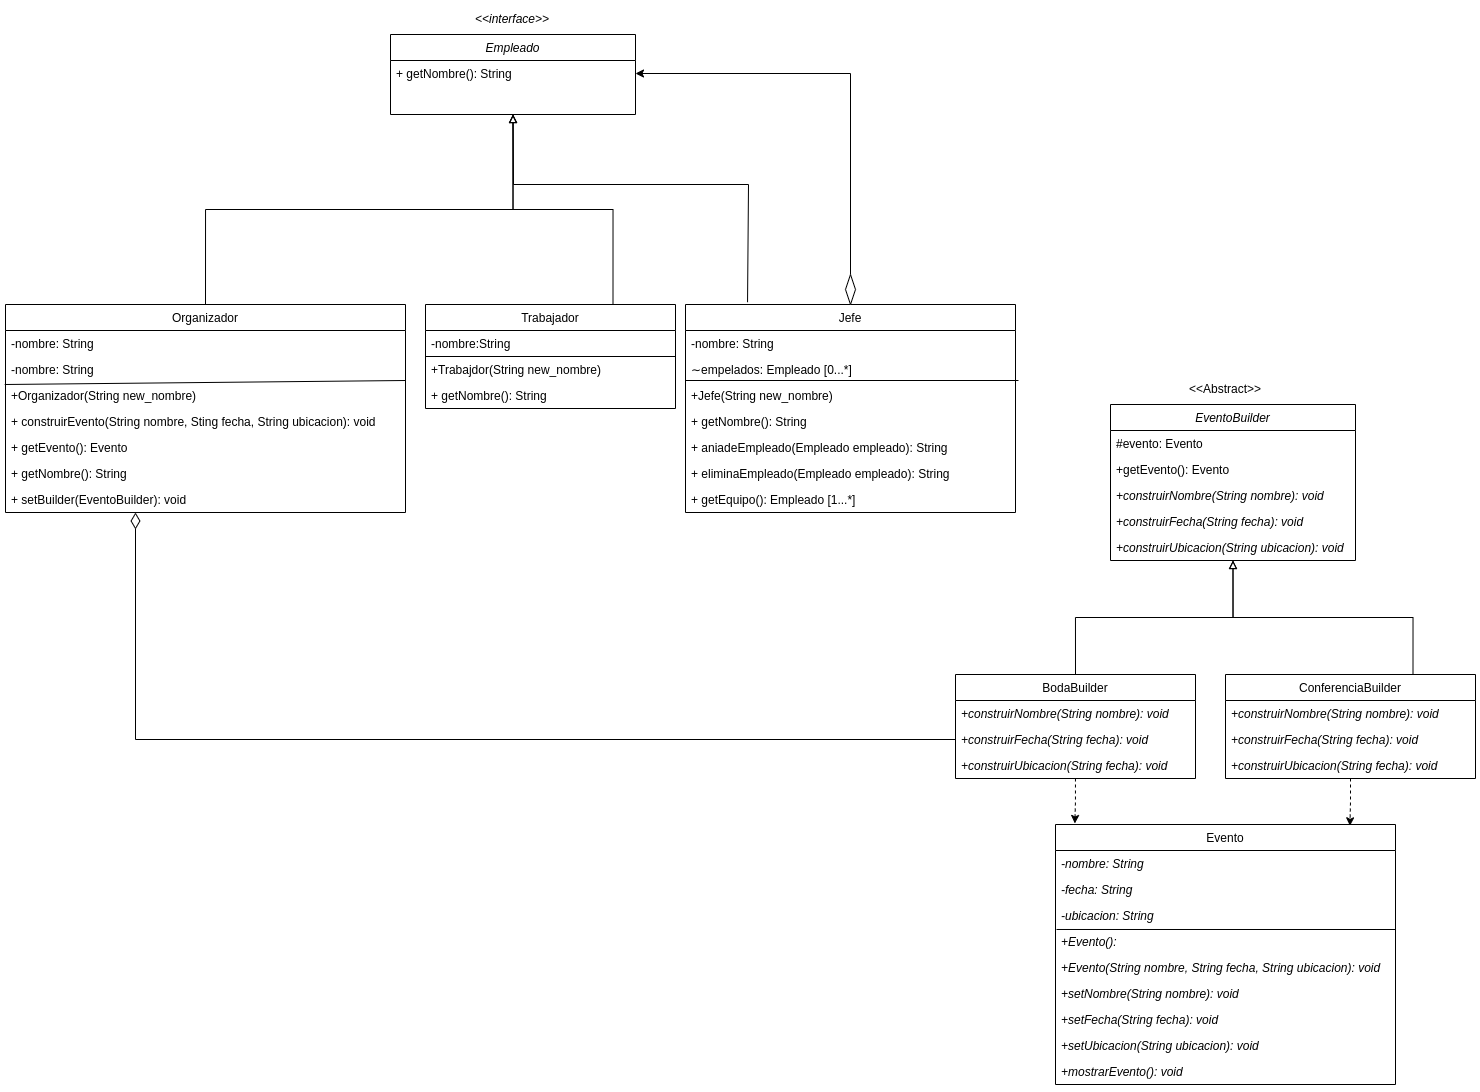 <<interface>>
Empleado
+ getNombre(): String
Organizador
-nombre: String
-nombre: String
+Organizador(String new_nombre)
+ construirEvento(String nombre, Sting fecha, String ubicacion): void
+ getEvento(): Evento
+ getNombre(): String
+ setBuilder(EventoBuilder): void
Trabajador
-nombre:String
+Trabajdor(String new_nombre)
+ getNombre(): String
Jefe
-nombre: String
~empelados: Empleado [0...*]
+Jefe(String new_nombre)
+ getNombre(): String
+ aniadeEmpleado(Empleado empleado): String
+ eliminaEmpleado(Empleado empleado): String
+ getEquipo(): Empleado [1...*]
<<Abstract>>
EventoBuilder
#evento: Evento
+getEvento(): Evento
+construirNombre(String nombre): void
+construirFecha(String fecha): void
+construirUbicacion(String ubicacion): void
BodaBuilder
+construirNombre(String nombre): void
+construirFecha(String fecha): void
+construirUbicacion(String fecha): void
ConferenciaBuilder
+construirNombre(String nombre): void
+construirFecha(String fecha): void
+construirUbicacion(String fecha): void
Evento
-nombre: String
-fecha: String
-ubicacion: String
+Evento():
+Evento(String nombre, String fecha, String ubicacion): void
+setNombre(String nombre): void
+setFecha(String fecha): void
+setUbicacion(String ubicacion): void
+mostrarEvento(): void